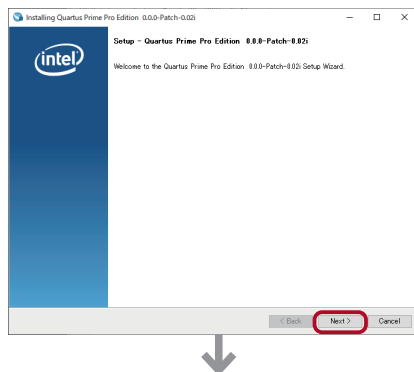 Installing Quartus Prime Pro Edition 0.0.0-Patch-0.02i
intel
Setup - Quartus Prime Pro Edition 0.0.0-Patch-0.02i
Welcome to the Quartus Prime Pro Edition 0.0.0-Patch-0.02i Setup Wizard.
< Back Next > Cancel